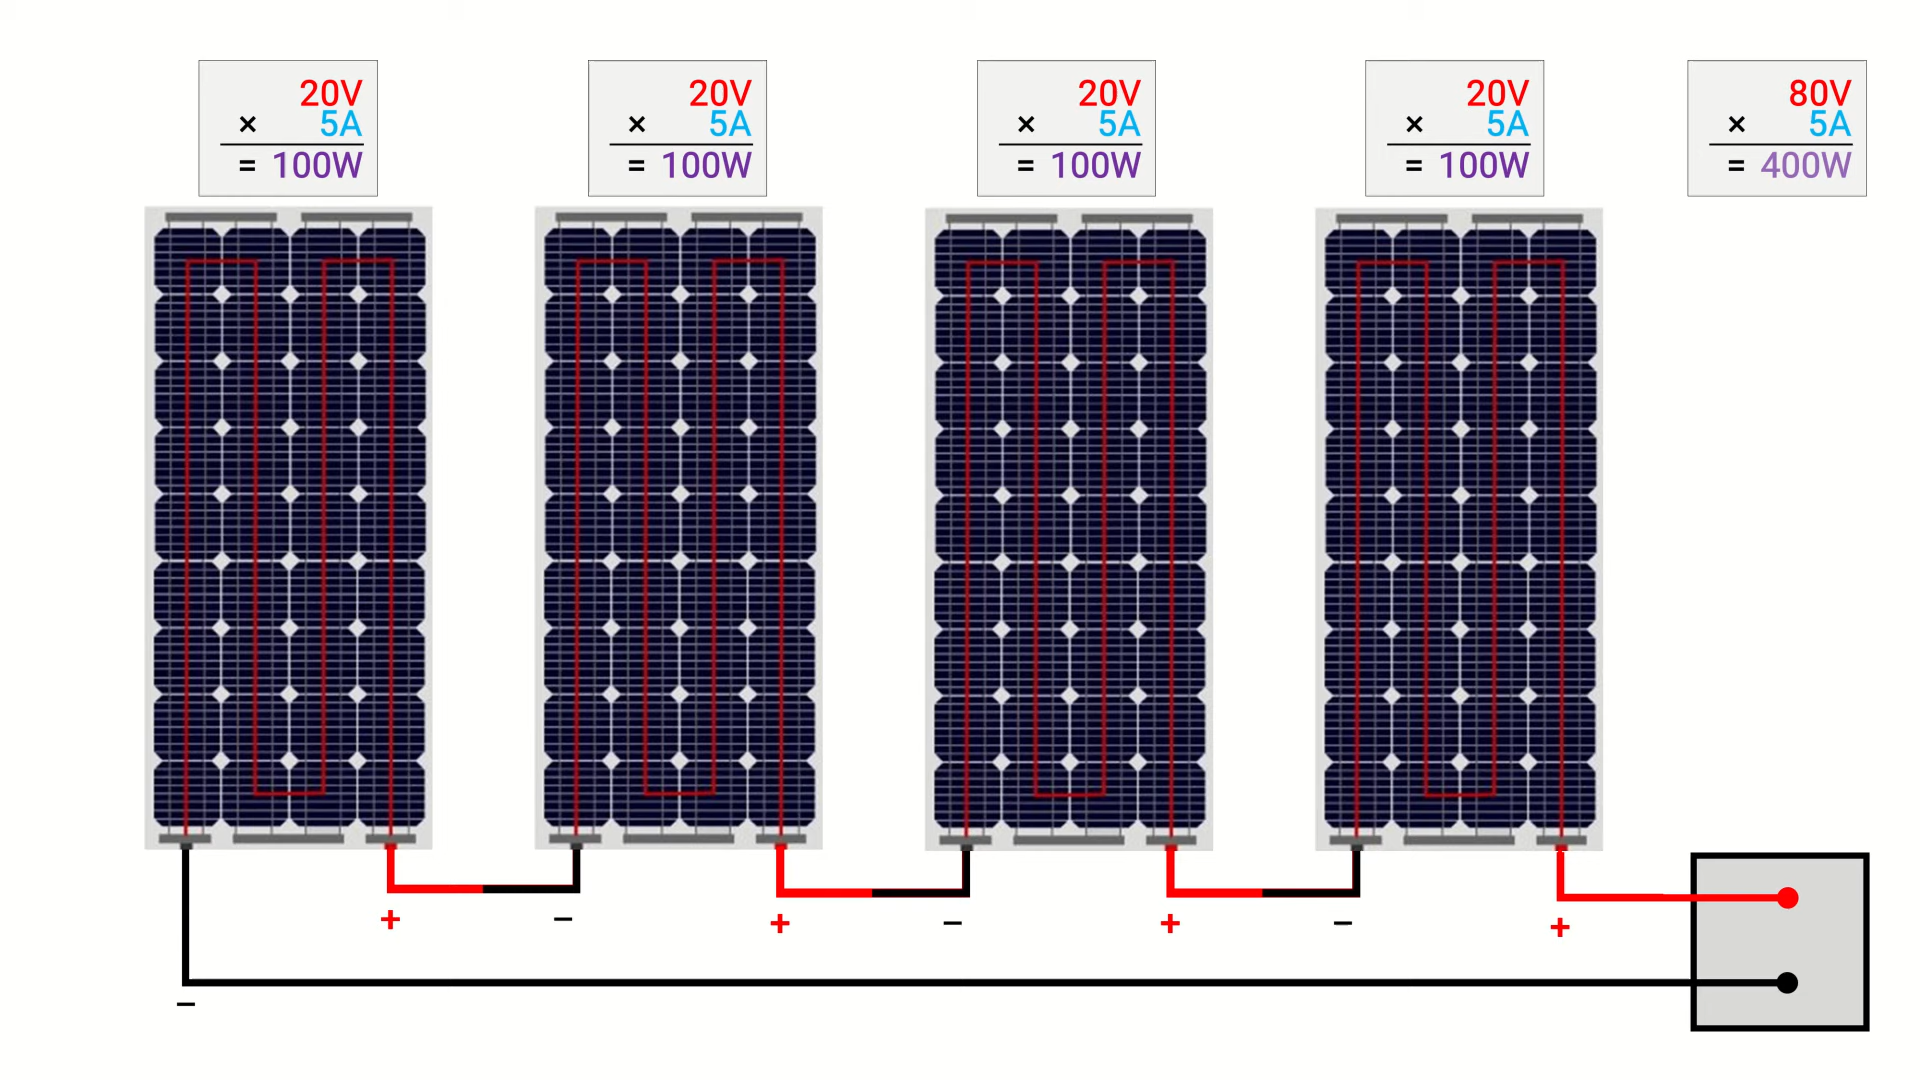 20V
× 5A
= 100W
20V
× 5A
= 100W
20V
× 5A
= 100W
20V
× 5A
= 100W
80V
× 5A
= 400W
+
−
+
−
+
−
+
−